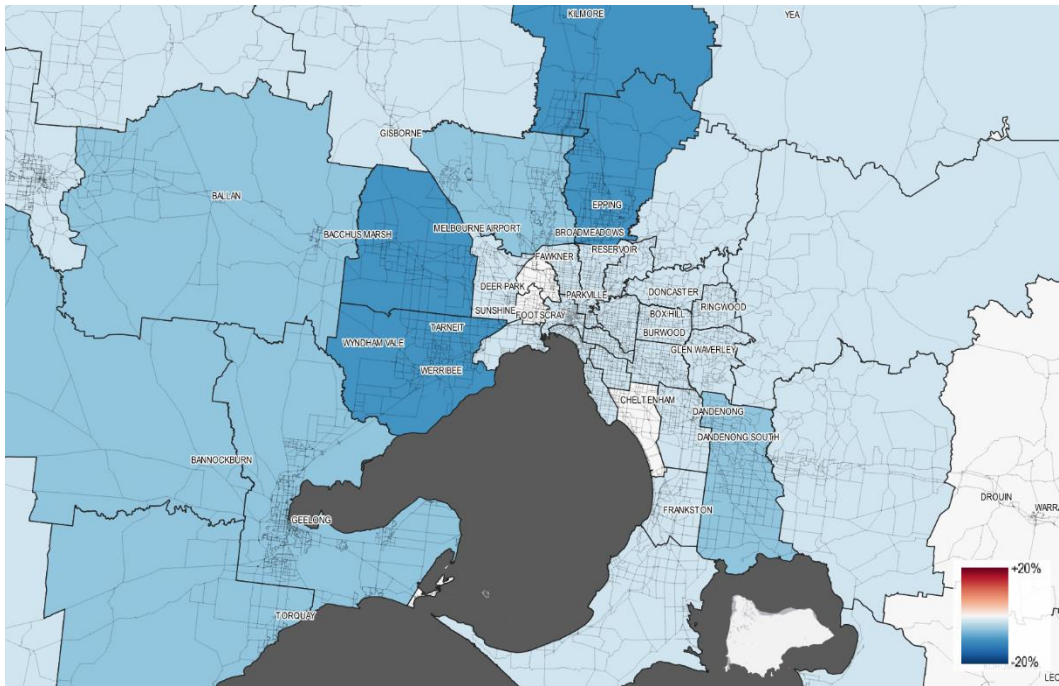 KILMORE
YEA
GISBORNE
BALLAN
EPPING
BACCHUS MARSH
MELBOURNE AIRPORT
BROADMEADOWS
RESERVOIR
FAWKNER
DEER PARK
PARKVILLE
DONCASTER
RINGWOOD
SUNSHINE
FOOTSCRAY
BOX HILL
TARNEIT
BURWOOD
WYNDHAM VALE
GLEN WAVERLEY
WERRIBEE
CHELTENHAM
DANDENONG
DANDENONG SOUTH
BANNOCKBURN
DROUIN
FRANKSTON
WARRA
GEELONG
+20%
TORQUAY
-20%
LEO